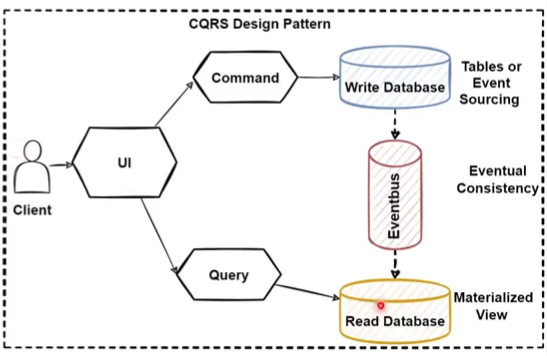 CQRS Design Pattern
Command
Write Database
Tables or
Event
Sourcing
UI
Client
Eventbus
Eventual
Consistency
Query
Read Database
Materialized
View